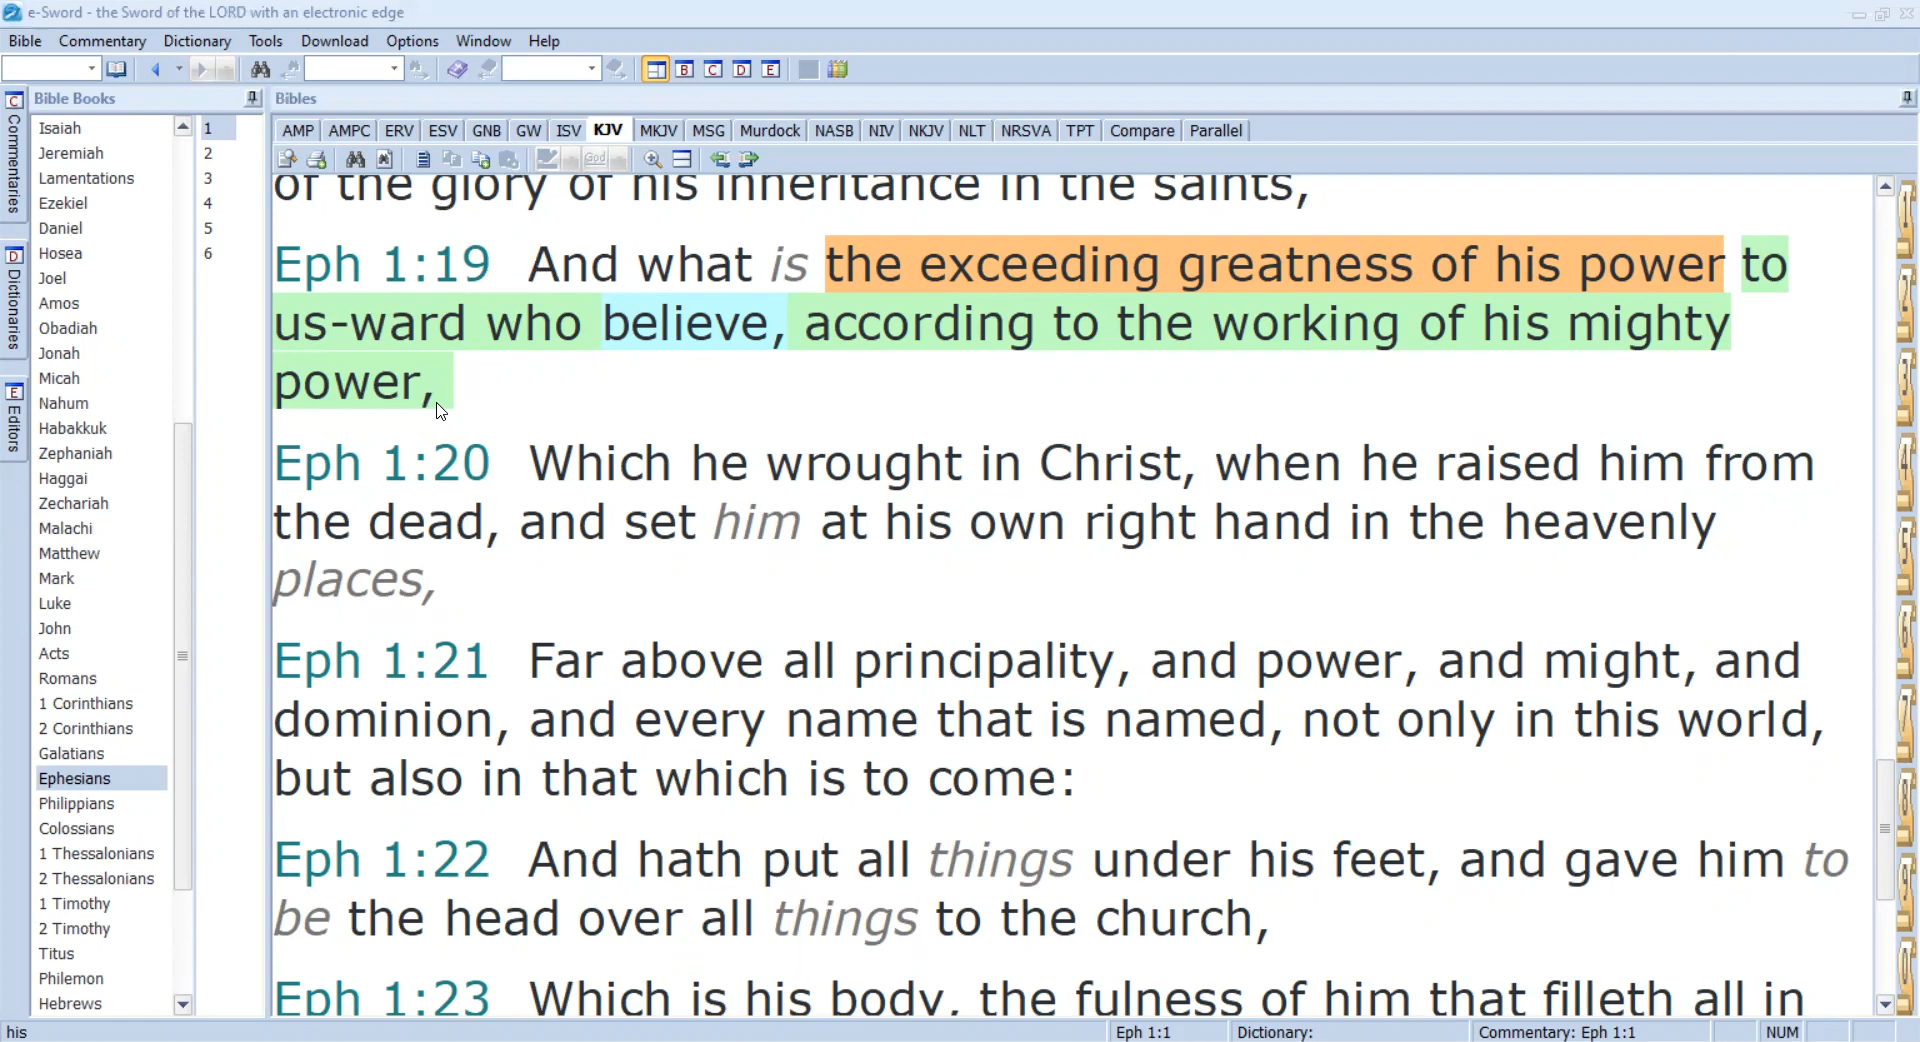 e-Sword - the Sword of the LORD with an electronic edge
Bible Commentary Dictionary Tools Download Options Window Help
B C D E
C Commentaries
D Dictionaries
E Editors
Bible Books
Isaiah
Jeremiah
Lamentations
Ezekiel
Daniel
Hosea
Joel
Amos
Obadiah
Jonah
Micah
Nahum
Habakkuk
Zephaniah
Haggai
Zechariah
Malachi
Matthew
Mark
Luke
John
Acts
Romans
1 Corinthians
2 Corinthians
Galatians
Ephesians
Philippians
Colossians
1 Thessalonians
2 Thessalonians
1 Timothy
2 Timothy
Titus
Philemon
Hebrews
1
2
3
4
5
6
Bibles
AMP AMPC ERV ESV GNB GW ISV KJV MKJV MSG Murdock NASB NIV NKJV NLT NRSVA TPT Compare Parallel
God
of the glory of his inheritance in the saints,
Eph 1:19 And what is the exceeding greatness of his power to
us-ward who believe, according to the working of his mighty
power,
Eph 1:20 Which he wrought in Christ, when he raised him from
the dead, and set him at his own right hand in the heavenly
places,
Eph 1:21 Far above all principality, and power, and might, and
dominion, and every name that is named, not only in this world,
but also in that which is to come:
Eph 1:22 And hath put all things under his feet, and gave him to
be the head over all things to the church,
Eph 1:23 Which is his body, the fulness of him that filleth all in
his
Eph 1:1 Dictionary: Commentary: Eph 1:1 NUM